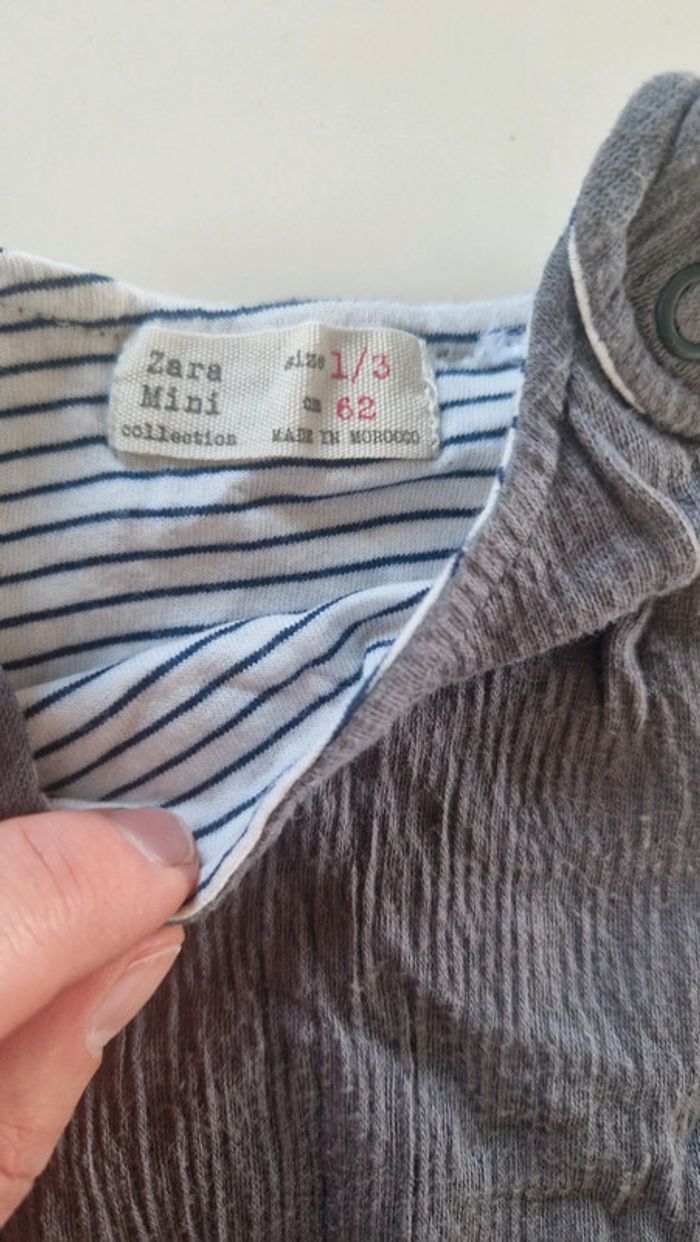 Zara size 1/3
Mini cm 62
collection MADE IN MOROCCO